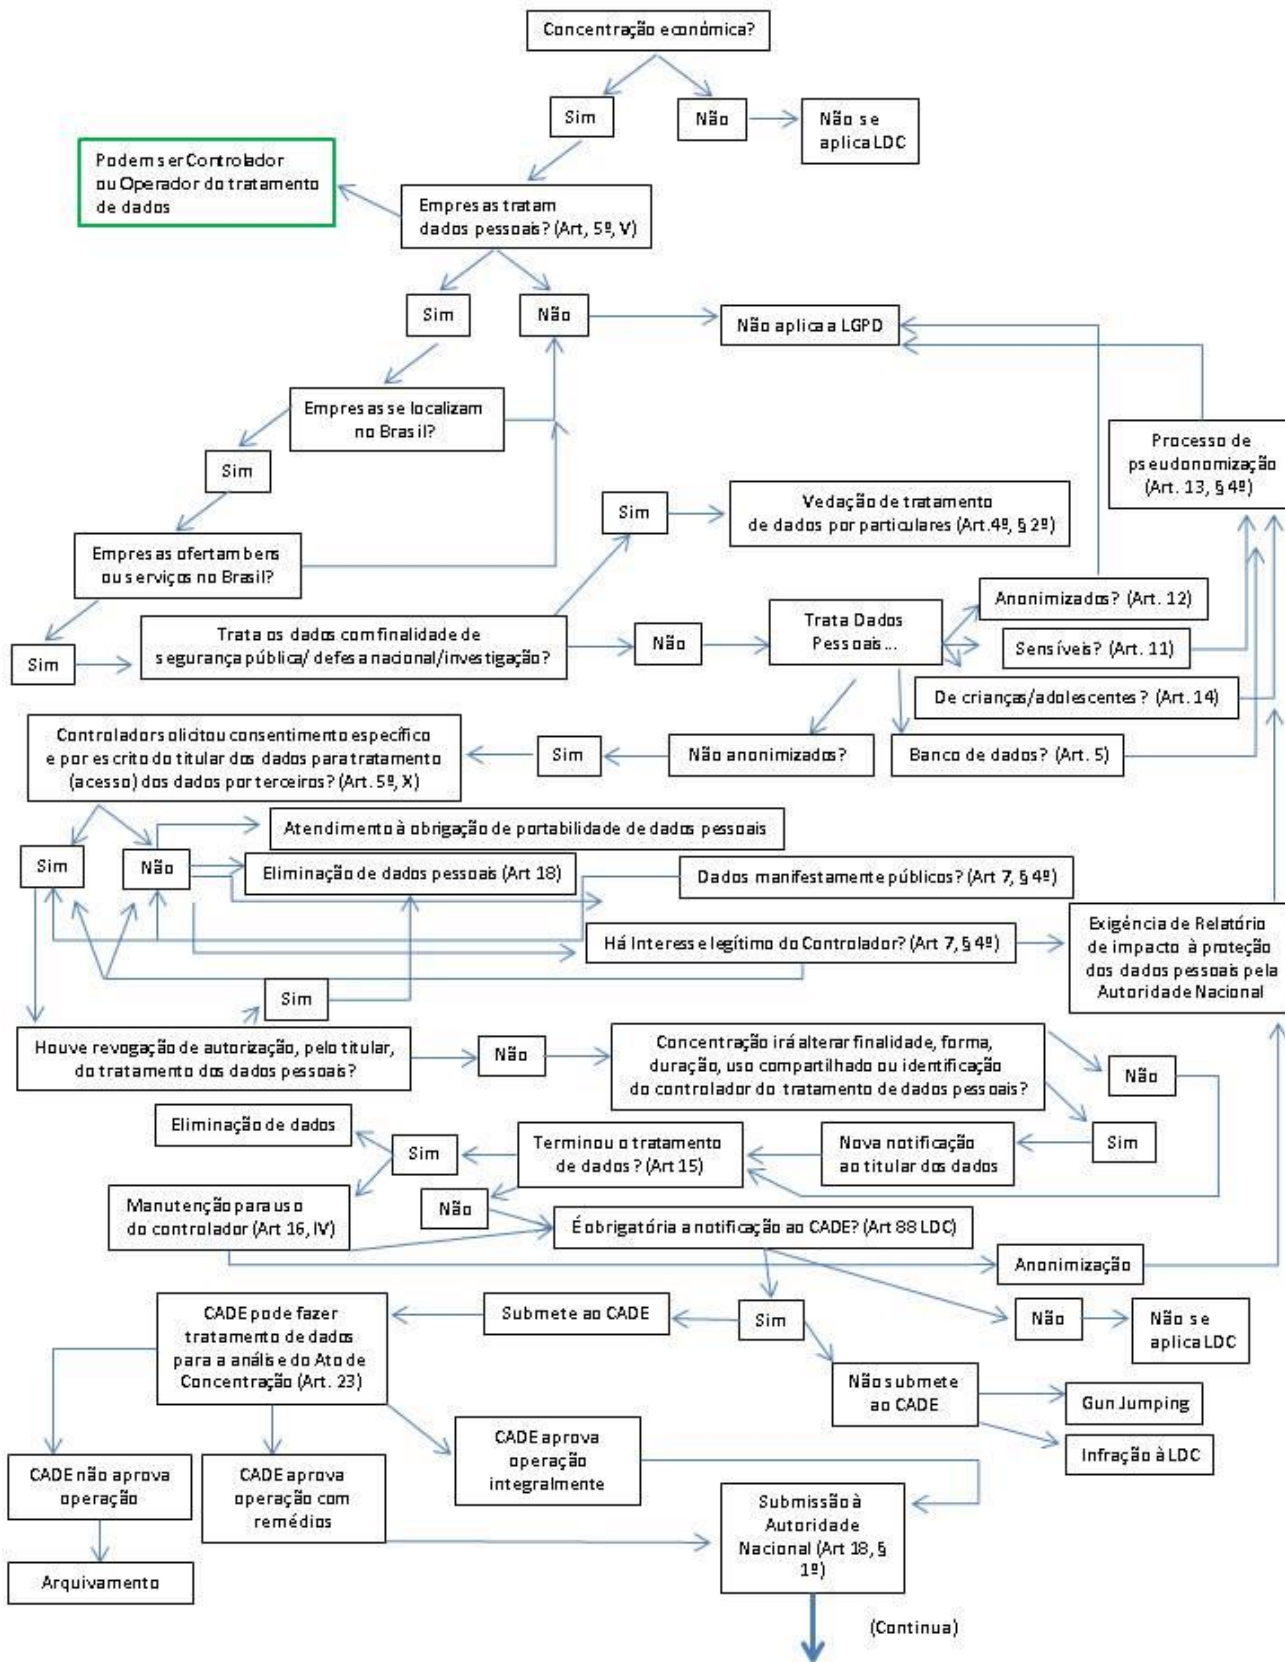 Concentração económica?
Sim
Não
Não se
aplica LDC
Podem ser Controlador
ou Operador do tratamento
de dados
Empresas tratam
dados pessoais? (Art, 5º, V)
Sim
Não
Não aplica a LGPD
Empresas se localizam
no Brasil?
Sim
Processo de
pseudonomização
(Art. 13, § 4º)
Sim
Vedação de tratamento
de dados por particulares (Art.4º, § 2º)
Empresas ofertam bens
ou serviços no Brasil?
Sim
Trata os dados com finalidade de
segurança pública/ defesa nacional/investigação?
Não
Trata Dados
Pessoais...
Anonimizados? (Art. 12)
Sensíveis? (Art. 11)
De crianças/adolescentes? (Art. 14)
Banco de dados? (Art. 5)
Não anonimizados?
Sim
Controlador solicitou consentimento específico
e por escrito do titular dos dados para tratamento
(acesso) dos dados por terceiros? (Art. 5º, X)
Sim
Não
Atendimento à obrigação de portabilidade de dados pessoais
Eliminação de dados pessoais (Art 18)
Dados manifestamente públicos? (Art 7, § 4º)
Há Interesse legítimo do Controlador? (Art 7, § 4º)
Exigência de Relatório
de impacto à proteção
dos dados pessoais pela
Autoridade Nacional
Sim
Houve revogação de autorização, pelo titular,
do tratamento dos dados pessoais?
Não
Concentração irá alterar finalidade, forma,
duração, uso compartilhado ou identificação
do controlador do tratamento de dados pessoais?
Não
Sim
Nova notificação
ao titular dos dados
Terminou o tratamento
de dados? (Art 15)
Sim
Eliminação de dados
Manutenção para uso
do controlador (Art 16, IV)
Não
É obrigatória a notificação ao CADE? (Art 88 LDC)
Anonimização
Sim
Não
Não se
aplica LDC
Submete ao CADE
CADE pode fazer
tratamento de dados
para a análise do Ato de
Concentração (Art. 23)
Não submete
ao CADE
Gun Jumping
Infração à LDC
CADE não aprova
operação
CADE aprova
operação com
remédios
CADE aprova
operação
integralmente
Arquivamento
Submissão à
Autoridade
Nacional (Art 18, §
1º)
(Continua)